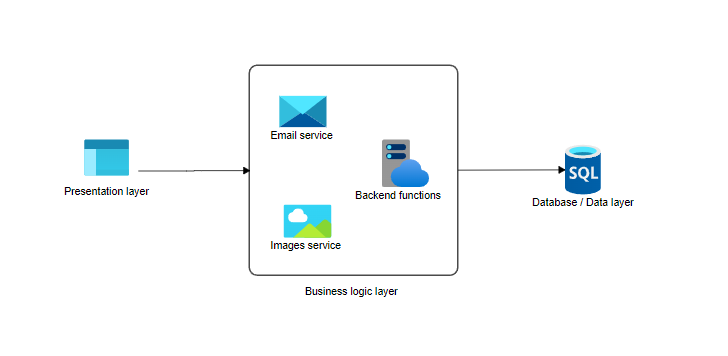 Email service
Presentation layer
Backend functions
SQL
Database / Data layer
Images service
Business logic layer